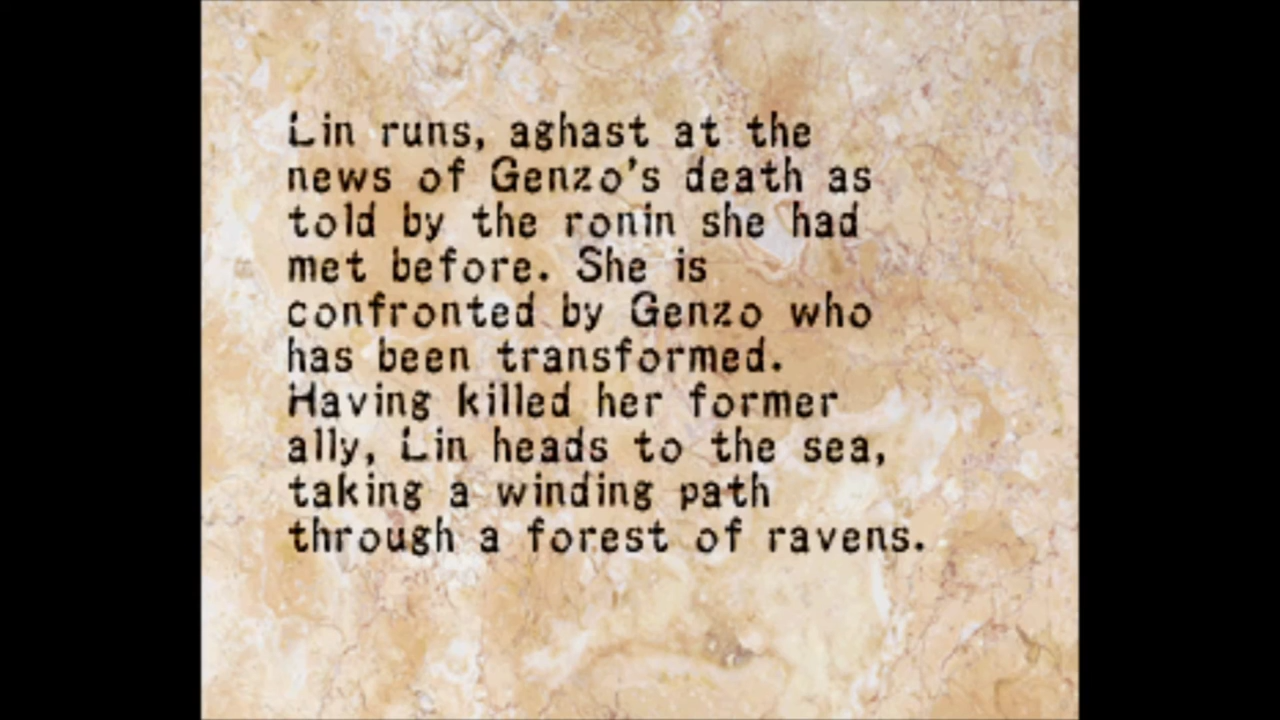 Lin runs, aghast at the
news of Genzo's death as
told by the ronin she had
met before. She is
confronted by Genzo who
has been transformed.
Having killed her former
ally, Lin heads to the sea,
taking a winding path
through a forest of ravens.